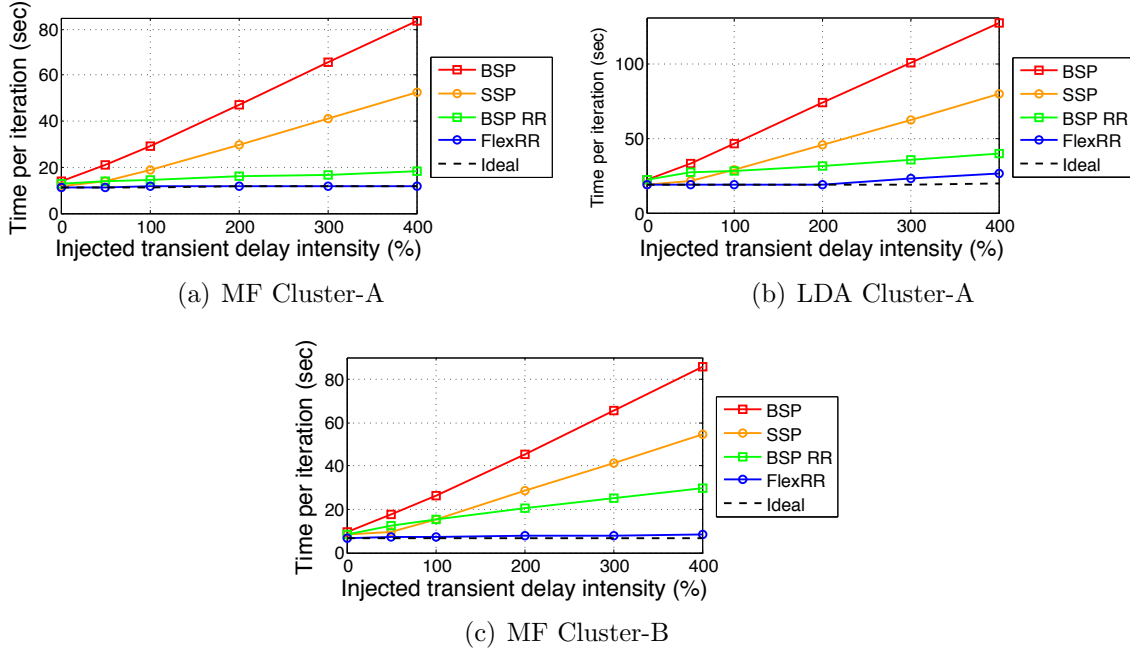 Time per iteration (sec)
80
60
40
20
0
0 100 200 300 400
Injected transient delay intensity (%)
BSP
SSP
BSP RR
FlexRR
Ideal
(a) MF Cluster-A
Time per iteration (sec)
100
50
0
0 100 200 300 400
Injected transient delay intensity (%)
BSP
SSP
BSP RR
FlexRR
Ideal
(b) LDA Cluster-A
Time per iteration (sec)
80
60
40
20
0
0 100 200 300 400
Injected transient delay intensity (%)
BSP
SSP
BSP RR
FlexRR
Ideal
(c) MF Cluster-B